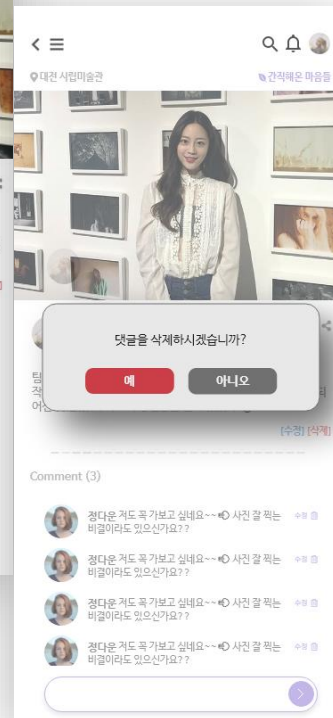 대전 시립미술관
간직해온 마음들
댓글을 삭제하시겠습니까?
예
아니오
[수정] [삭제]
Comment (3)
정다운 저도 꼭 가보고 싶네요~~ 사진 잘 찍는 수정
비결이라도 있으신가요??
정다운 저도 꼭 가보고 싶네요~~ 사진 잘 찍는 수정
비결이라도 있으신가요??
정다운 저도 꼭 가보고 싶네요~~ 사진 잘 찍는 수정
비결이라도 있으신가요??
정다운 저도 꼭 가보고 싶네요~~ 사진 잘 찍는 수정
비결이라도 있으신가요??